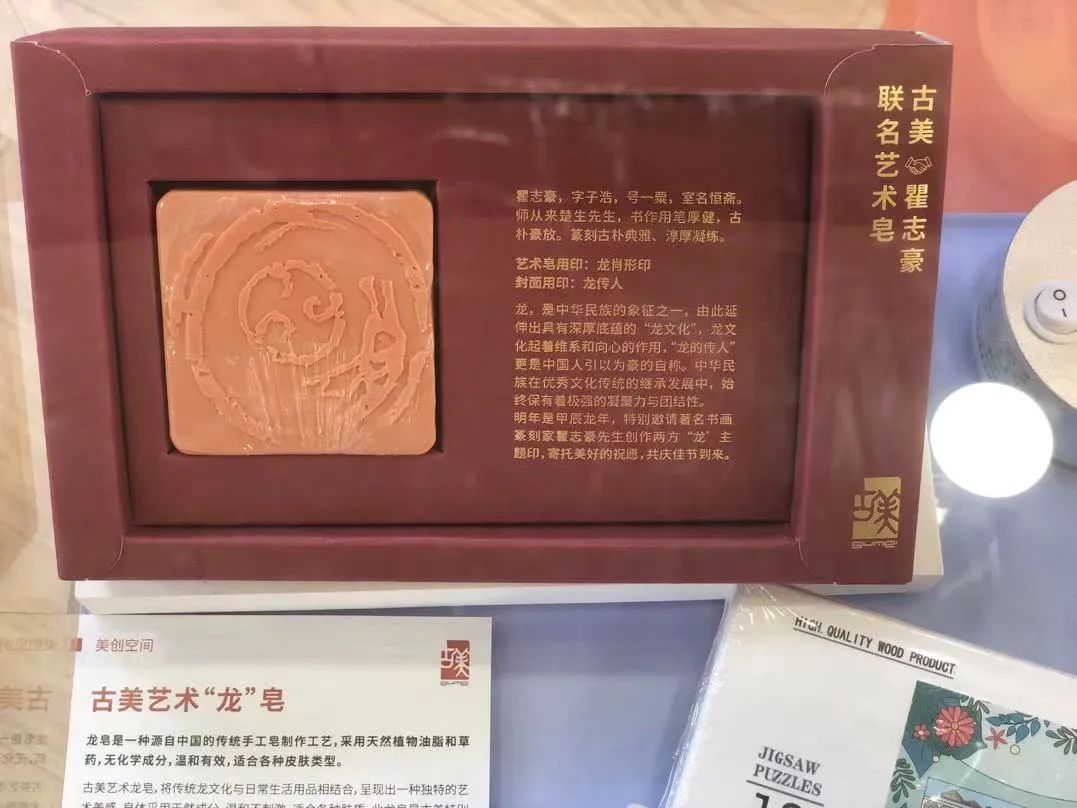 古美🤝瞿志豪
联名艺术皂
瞿志豪，字子浩，号一粟，室名恒斋。
师从来楚生先生，书作用笔厚健，古
朴豪放。篆刻古朴典雅、淳厚凝练。
艺术皂用印：龙肖形印
封面用印：龙传人
龙，是中华民族的象征之一，由此延
伸出具有深厚底蕴的“龙文化”，龙文
化起着维系和向心的作用，“龙的传人”
更是中国人引以为豪的自称。中华民
族在优秀文化传统的继承发展中，始
终保有着极强的凝聚力与团结性。
明年是甲辰龙年，特别邀请著名书画
篆刻家瞿志豪先生创作两方“龙’主
题印，寄托美好的祝愿，共庆佳节到来。
古美
gumei
美创空间
古美
gumei
古美艺术“龙”皂
龙皂是一种源自中国的传统手工皂制作工艺，采用天然植物油脂和草
药，无化学成分，温和有效，适合各种皮肤类型。
古美艺术龙皂，将传统龙文化与日常生活用品相结合，呈现出一种独特的艺
HIGH QUALITY WOOD PRODUCT
JIGSAW
PUZZLES